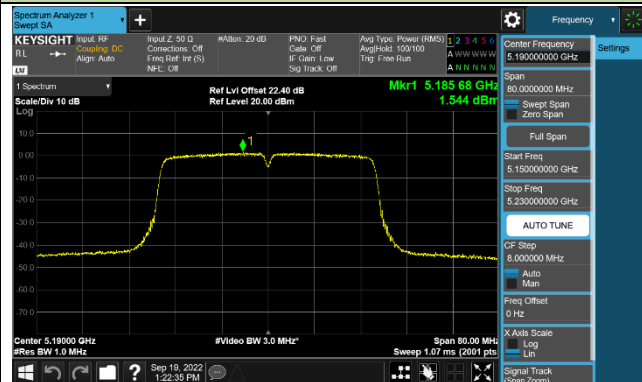 Spectrum Analyzer 1
Swept SA
Frequency
KEYSIGHT
RL
LXI
Input: RF
Coupling: DC
Align: Auto
Input Z: 50 Ω
Corrections: Off
Freq Ref: Int (S)
NFE: Off
#Atten: 20 dB
PNO: Fast
Gate: Off
IF Gain: Low
Sig Track: Off
Avg Type: Power (RMS)
Avg|Hold: 100/100
Trig: Free Run
1 2 3 4 5 6
A W W W W W
A N N N N N
1 Spectrum
Scale/Div 10 dB
Log
Ref Lvl Offset 22.40 dB
Ref Level 20.00 dBm
Mkr1 5.185 68 GHz
1.544 dBm
10.0
0.00
-10.0
-20.0
-30.0
-40.0
-50.0
-60.0
-70.0
1
Center 5.19000 GHz
#Res BW 1.0 MHz
#Video BW 3.0 MHz*
Span 80.00 MHz
Sweep 1.07 ms (2001 pts)
Sep 19, 2022
1:22:35 PM
Center Frequency
5.190000000 GHz
Settings
Span
80.0000000 MHz
Swept Span
Zero Span
Full Span
Start Freq
5.150000000 GHz
Stop Freq
5.230000000 GHz
AUTO TUNE
CF Step
8.000000 MHz
Auto
Man
Freq Offset
0 Hz
X Axis Scale
Log
Lin
Signal Track
(Span Zoom)